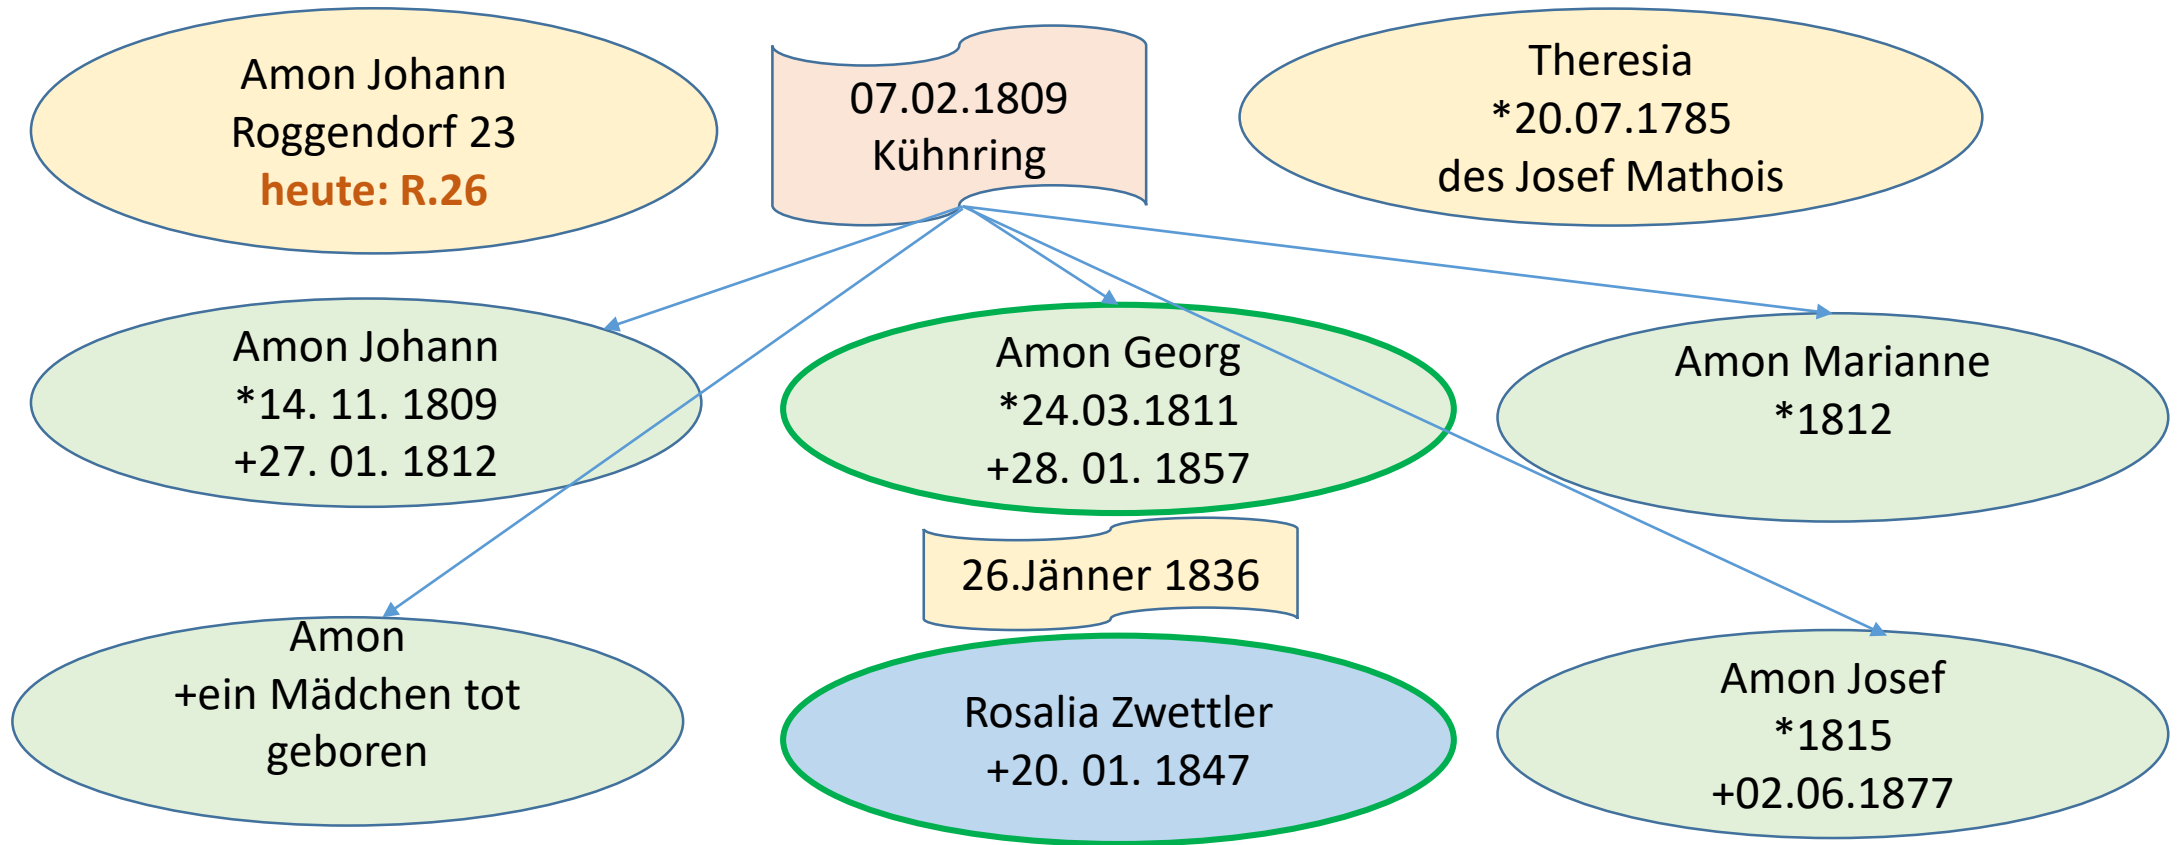 Amon Johann
Roggendorf 23
heute: R.26
07.02.1809
Kühnring
Theresia
*20.07.1785
des Josef Mathois
Amon Johann
*14. 11. 1809
+27. 01. 1812
Amon Georg
*24.03.1811
+28. 01. 1857
Amon Marianne
*1812
26.Jänner 1836
Amon
+ein Mädchen tot
geboren
Rosalia Zwettler
+20. 01. 1847
Amon Josef
*1815
+02.06.1877